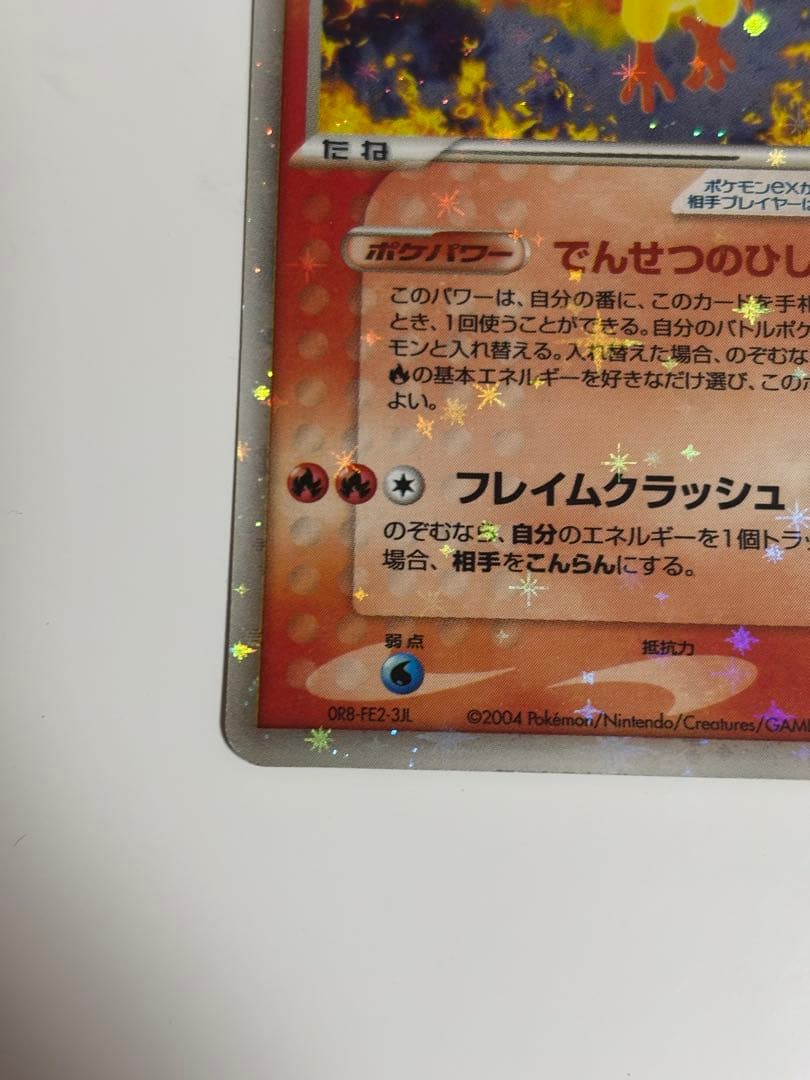 たね
ポケモンexが
相手プレイヤーに
ポケパワー でんせつのひし
このパワーは、自分の番に、このカードを手札
とき、1回使うことができる。自分のバトルポケ
モンと入れ替える。入れ替えた場合、のぞむな
の基本エネルギーを好きなだけ選び、このポ
よい。
フレイムクラッシュ
のぞむなら、自分のエネルギーを1個トラッ
場合、相手をこんらんにする。
弱点
抵抗力
0R8-FE2-3JL
©2004 Pokémon/Nintendo/Creatures/GAM